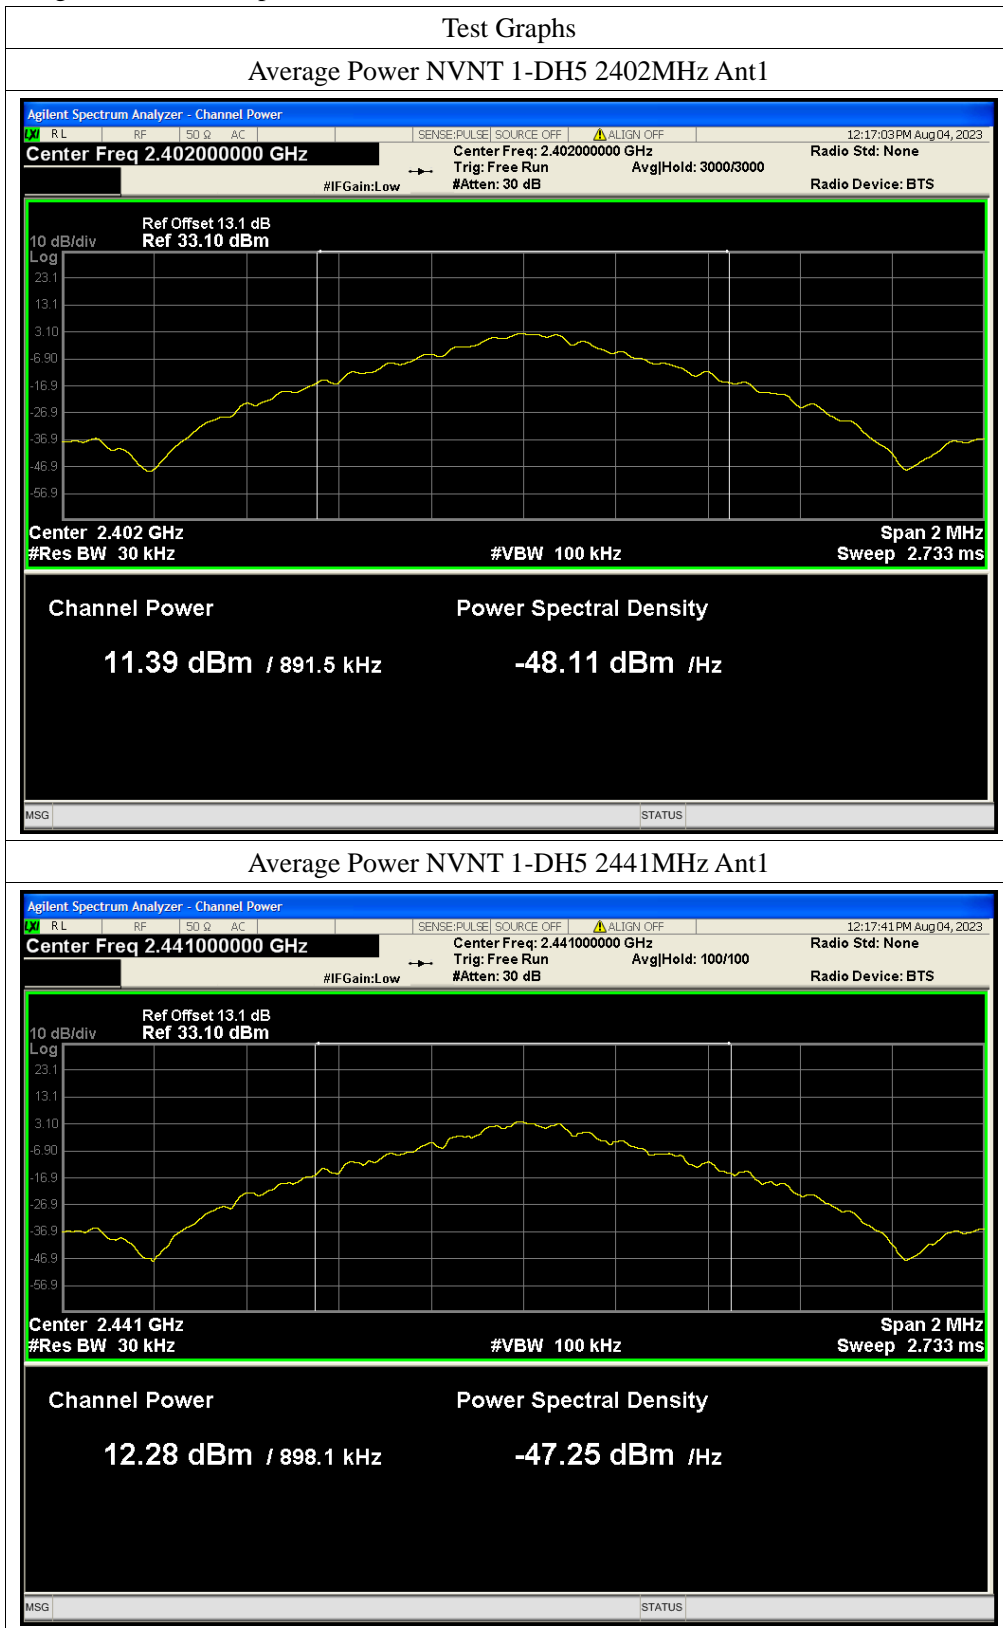 Test Graphs
Average Power NVNT 1-DH5 2402MHz Ant1
Agilent Spectrum Analyzer - Channel Power
LXI RL RF 50 Ω AC SENSE:PULSE SOURCE OFF ALIGN OFF 12:17:03 PM Aug 04, 2023
Center Freq 2.402000000 GHz Center Freq: 2.402000000 GHz Radio Std: None
Trig: Free Run Avg|Hold: 3000/3000
#IFGain:Low #Atten: 30 dB Radio Device: BTS
Ref Offset 13.1 dB
10 dB/div Ref 33.10 dBm
Log
23.1
13.1
3.10
-6.90
-16.9
-26.9
-36.9
-46.9
-56.9
Center 2.402 GHz Span 2 MHz
#Res BW 30 kHz #VBW 100 kHz Sweep 2.733 ms
Channel Power Power Spectral Density
11.39 dBm / 891.5 kHz -48.11 dBm /Hz
MSG STATUS
Average Power NVNT 1-DH5 2441MHz Ant1
Agilent Spectrum Analyzer - Channel Power
LXI RL RF 50 Ω AC SENSE:PULSE SOURCE OFF ALIGN OFF 12:17:41 PM Aug 04, 2023
Center Freq 2.441000000 GHz Center Freq: 2.441000000 GHz Radio Std: None
Trig: Free Run Avg|Hold: 100/100
#IFGain:Low #Atten: 30 dB Radio Device: BTS
Ref Offset 13.1 dB
10 dB/div Ref 33.10 dBm
Log
23.1
13.1
3.10
-6.90
-16.9
-26.9
-36.9
-46.9
-56.9
Center 2.441 GHz Span 2 MHz
#Res BW 30 kHz #VBW 100 kHz Sweep 2.733 ms
Channel Power Power Spectral Density
12.28 dBm / 898.1 kHz -47.25 dBm /Hz
MSG STATUS